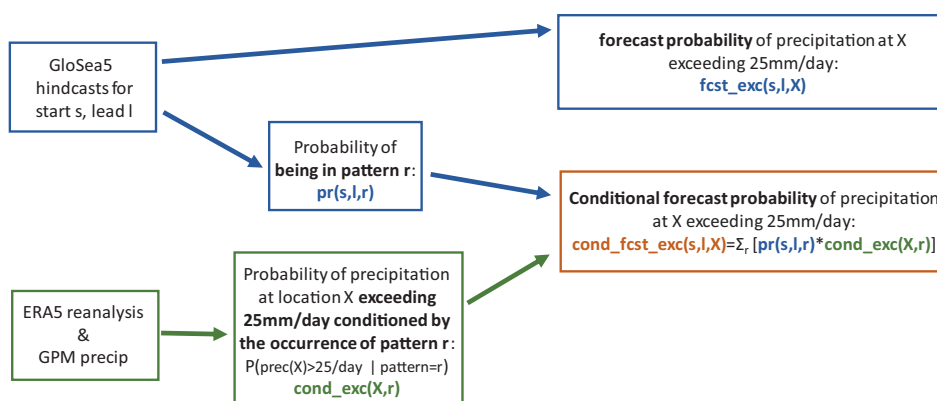 GloSea5
hindcasts for
start s, lead l
forecast probability of precipitation at X
exceeding 25mm/day:
fcst_exc(s,l,X)
Probability of
being in pattern r:
pr(s,l,r)
Conditional forecast probability of precipitation
at X exceeding 25mm/day:
cond_fcst_exc(s,l,X)=Σr [pr(s,l,r)*cond_exc(X,r)]
ERA5 reanalysis
&
GPM precip
Probability of precipitation
at location X exceeding
25mm/day conditioned by
the occurrence of pattern r:
P(prec(X)>25/day | pattern=r)
cond_exc(X,r)